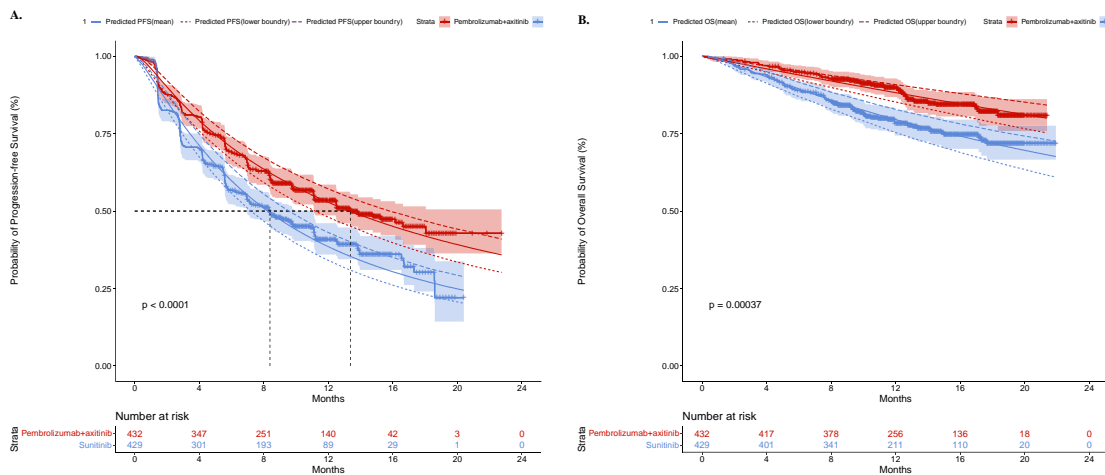 A.
1 Predicted PFS(mean) Predicted PFS(lower boundry) Predicted PFS(upper boundry) Strata Pembrolizumab+axitinib
Probability of Progression-free Survival (%)
1.00
0.75
0.50
0.25
0.00
p < 0.0001
0 4 8 12 16 20 24
Months
Number at risk
Strata
Pembrolizumab+axitinib 432 347 251 140 42 3 0
Sunitinib 429 301 193 89 29 1 0
0 4 8 12 16 20 24
Months
B.
1 Predicted OS(mean) Predicted OS(lower boundry) Predicted OS(upper boundry) Strata Pembrolizumab+axitinib
Probability of Overall Survival (%)
1.00
0.75
0.50
0.25
0.00
p = 0.00037
0 4 8 12 16 20 24
Months
Number at risk
Strata
Pembrolizumab+axitinib 432 417 378 256 136 18 0
Sunitinib 429 401 341 211 110 20 0
0 4 8 12 16 20 24
Months